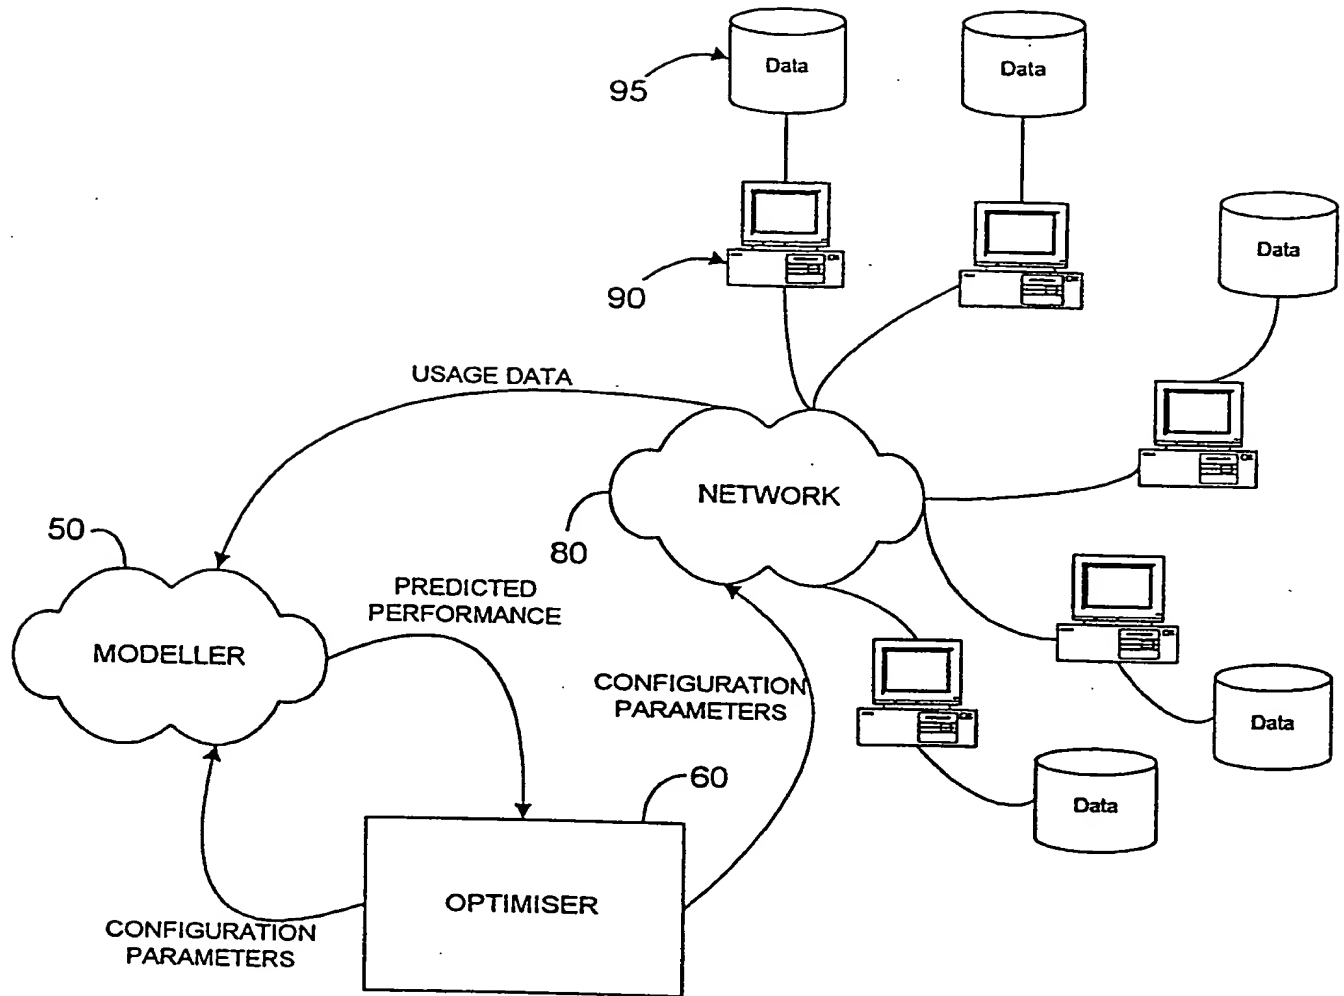 Data
Data
95
Data
90
USAGE DATA
NETWORK
50
80
PREDICTED
PERFORMANCE
MODELLER
CONFIGURATION
PARAMETERS
Data
60
Data
OPTIMISER
CONFIGURATION
PARAMETERS